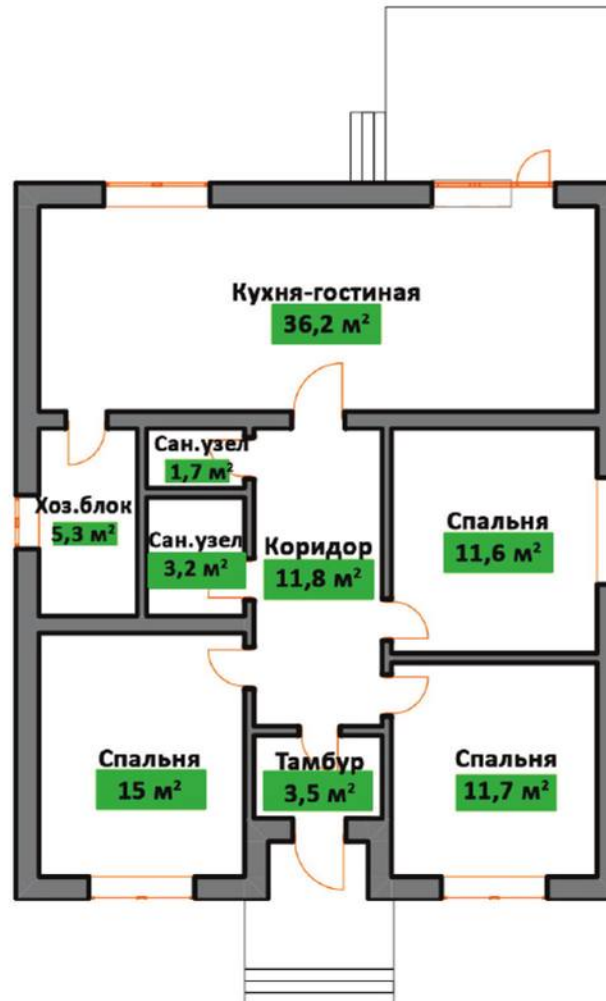 Кухня-гостиная
36,2 м²
Сан.узел
1,7 м²
Хоз.блок
5,3 м²
Сан.узел
3,2 м²
Коридор
11,8 м²
Спальня
11,6 м²
Спальня
15 м²
Тамбур
3,5 м²
Спальня
11,7 м²